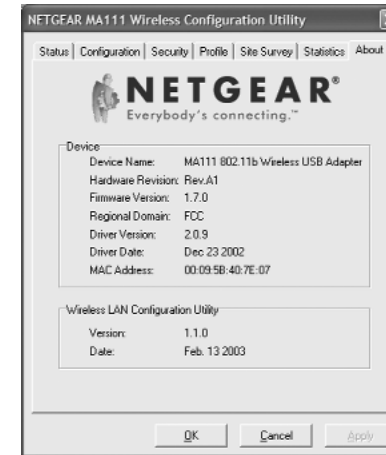 NETGEAR MA111 Wireless Configuration Utility
Status Configuration Security Profile Site Survey Statistics About
NETGEAR®
Everybody's connecting.™
Device
Device Name: MA111 802.11b Wireless USB Adapter
Hardware Revision: Rev.A1
Firmware Version: 1.7.0
Regional Domain: FCC
Driver Version: 2.0.9
Driver Date: Dec 23 2002
MAC Address: 00:09:5B:40:7E:07
Wireless LAN Configuration Utility
Version: 1.1.0
Date: Feb. 13 2003
OK Cancel Apply